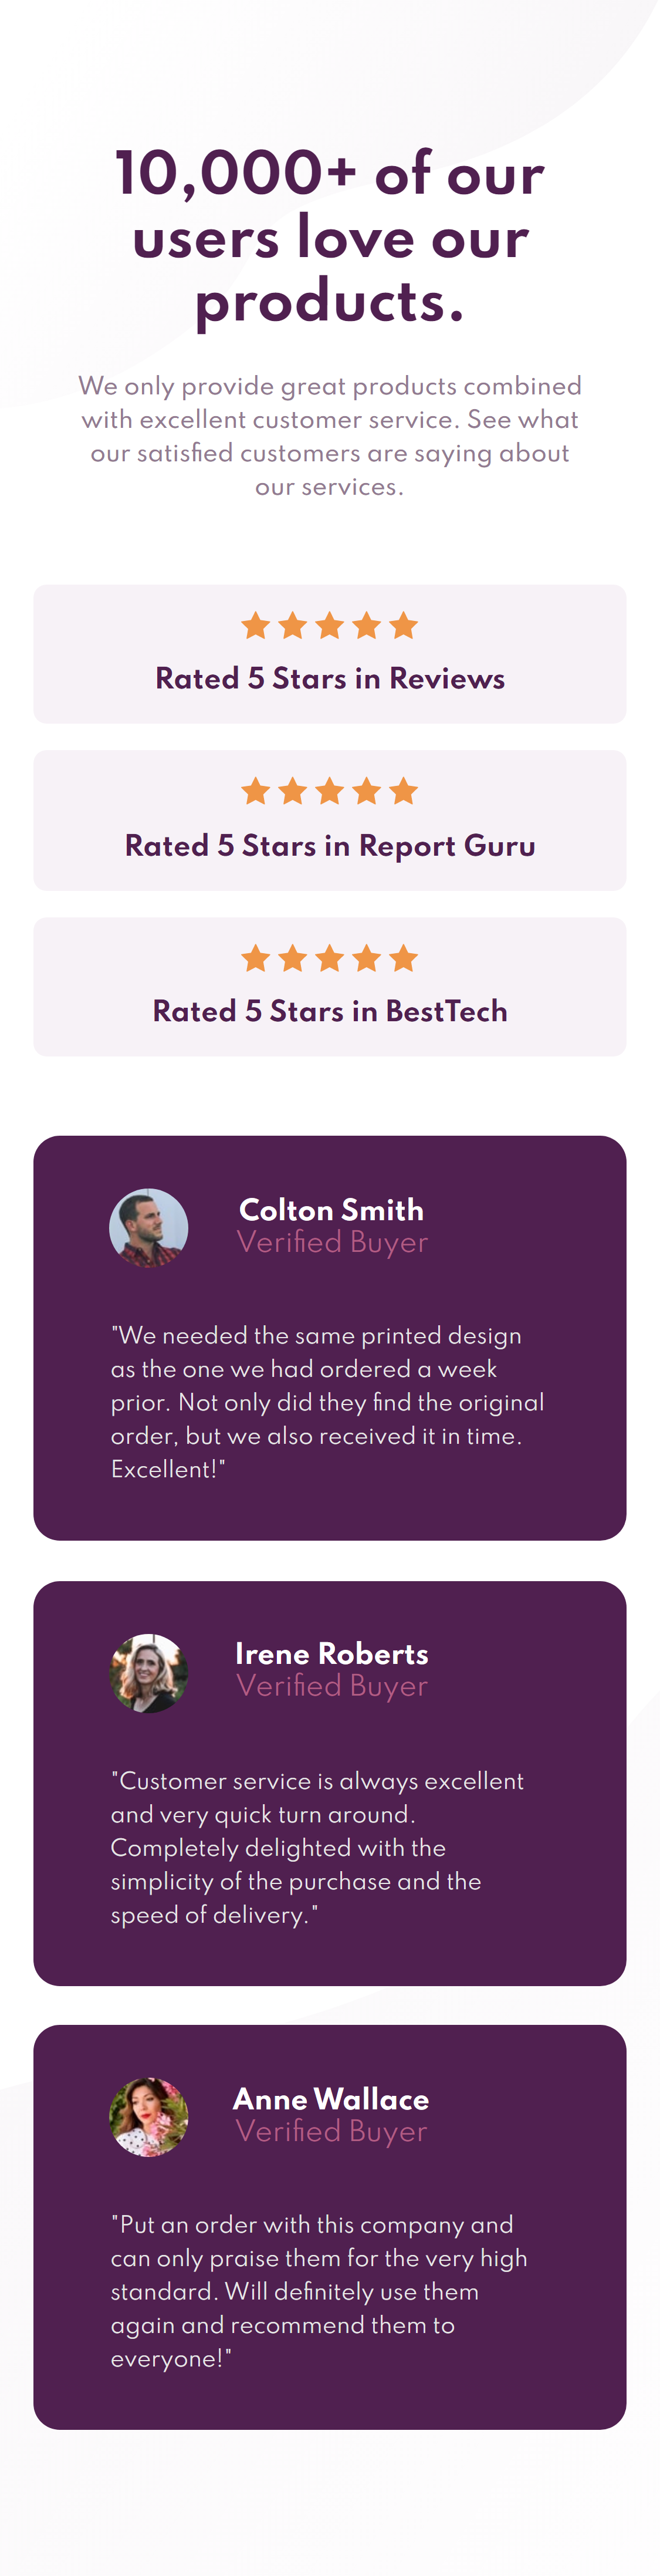 10,000+ of our
users love our
products.
We only provide great products combined
with excellent customer service. See what
our satisfied customers are saying about
our services.
Rated 5 Stars in Reviews
Rated 5 Stars in Report Guru
Rated 5 Stars in BestTech
Colton Smith
Verified Buyer
"We needed the same printed design
as the one we had ordered a week
prior. Not only did they find the original
order, but we also received it in time.
Excellent!"
Irene Roberts
Verified Buyer
"Customer service is always excellent
and very quick turn around.
Completely delighted with the
simplicity of the purchase and the
speed of delivery."
Anne Wallace
Verified Buyer
"Put an order with this company and
can only praise them for the very high
standard. Will definitely use them
again and recommend them to
everyone!"